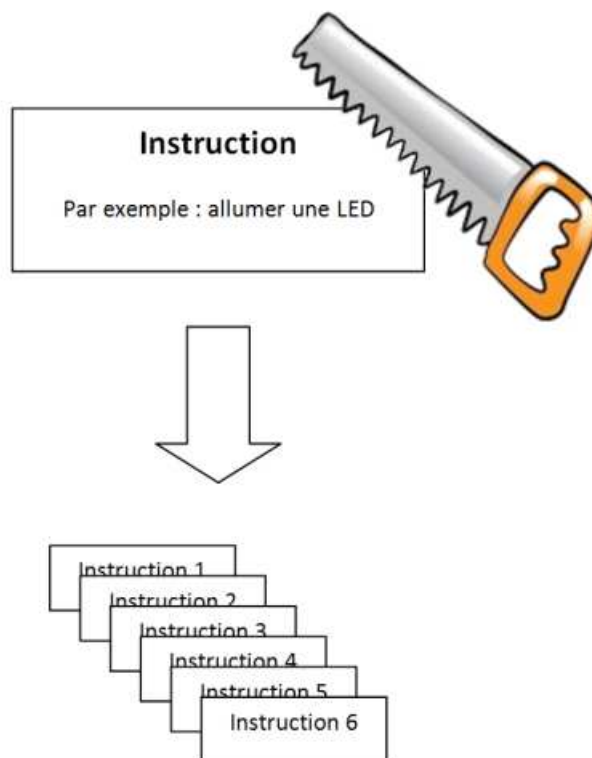 Instruction
Par exemple : allumer une LED
Instruction 1
Instruction 2
Instruction 3
Instruction 4
Instruction 5
Instruction 6